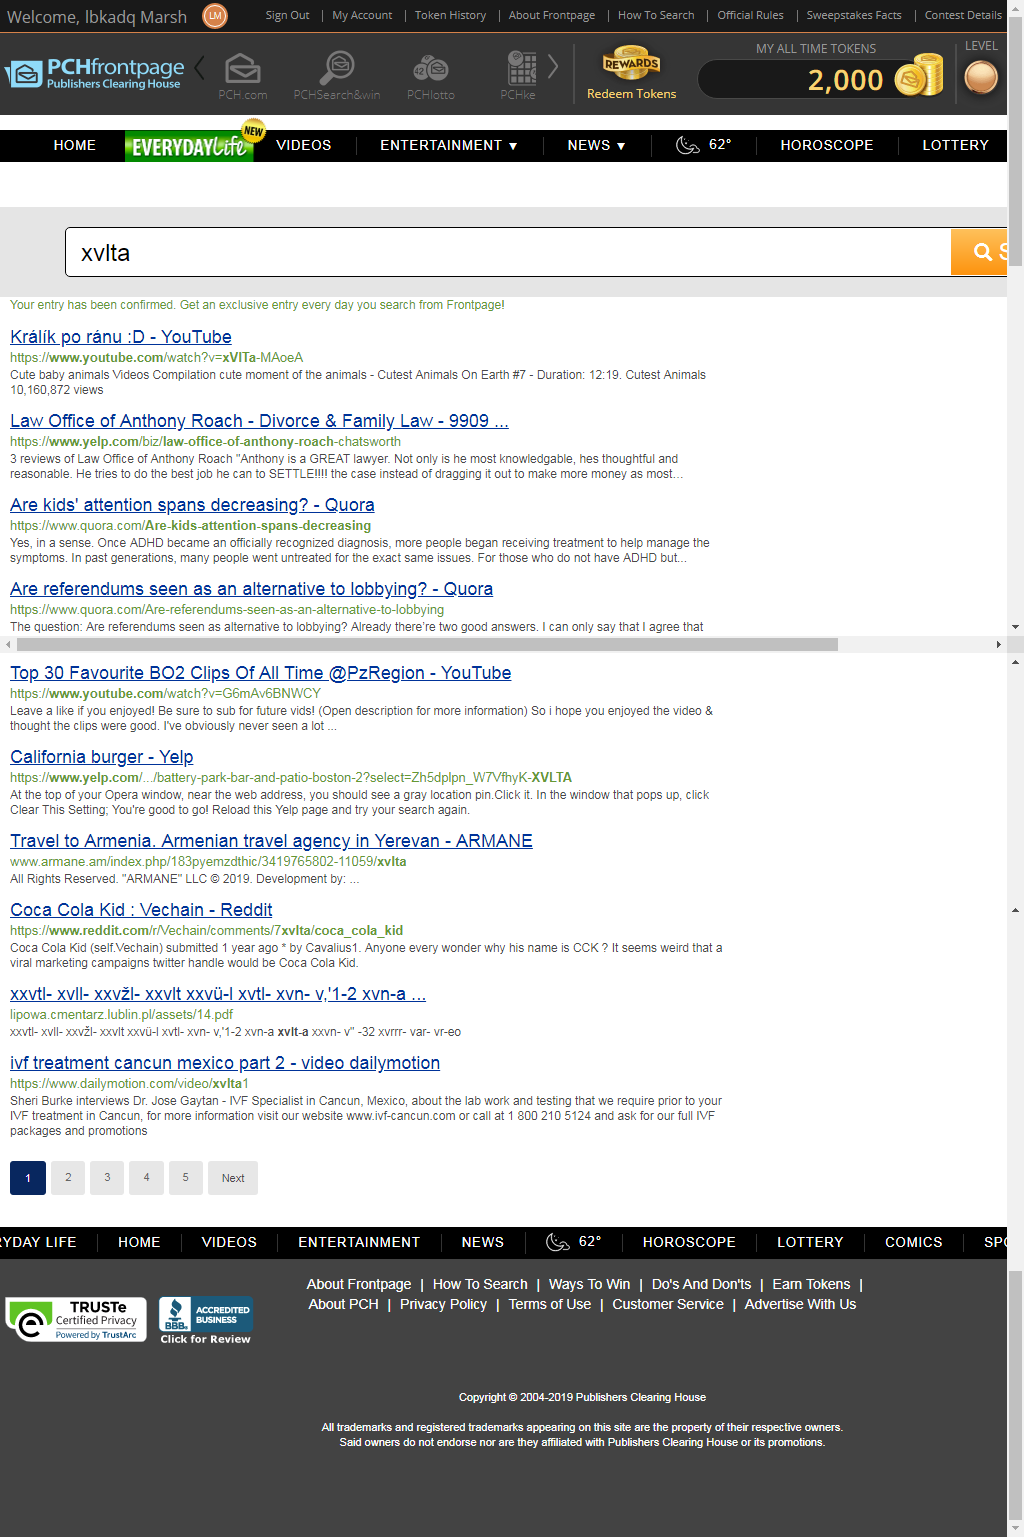 Welcome, lbkadq Marsh LM Sign Out | My Account | Token History | About Frontpage | How To Search | Official Rules | Sweepstakes Facts | Contest Details
PCHfrontpage
Publishers Clearing House
PCH.com PCHSearch&win PCHlotto PCHke
REWARDS
Redeem Tokens
MY ALL TIME TOKENS
2,000
LEVEL
HOME EVERYDAY Life NEW VIDEOS ENTERTAINMENT ▼ NEWS ▼ 62° HOROSCOPE LOTTERY
xvlta S
Your entry has been confirmed. Get an exclusive entry every day you search from Frontpage!
Králík po ránu :D - YouTube
https://www.youtube.com/watch?v=xVlTa-MAoeA
Cute baby animals Videos Compilation cute moment of the animals - Cutest Animals On Earth #7 - Duration: 12:19. Cutest Animals
10,160,872 views
Law Office of Anthony Roach - Divorce & Family Law - 9909 ...
https://www.yelp.com/biz/law-office-of-anthony-roach-chatsworth
3 reviews of Law Office of Anthony Roach "Anthony is a GREAT lawyer. Not only is he most knowledgable, hes thoughtful and
reasonable. He tries to do the best job he can to SETTLE!!!! the case instead of dragging it out to make more money as most...
Are kids' attention spans decreasing? - Quora
https://www.quora.com/Are-kids-attention-spans-decreasing
Yes, in a sense. Once ADHD became an officially recognized diagnosis, more people began receiving treatment to help manage the
symptoms. In past generations, many people went untreated for the exact same issues. For those who do not have ADHD but...
Are referendums seen as an alternative to lobbying? - Quora
https://www.quora.com/Are-referendums-seen-as-an-alternative-to-lobbying
The question: Are referendums seen as alternative to lobbying? Already there're two good answers. I can only say that I agree that
Top 30 Favourite BO2 Clips Of All Time @PzRegion - YouTube
https://www.youtube.com/watch?v=G6mAv6BNWCY
Leave a like if you enjoyed! Be sure to sub for future vids! (Open description for more information) So i hope you enjoyed the video &
thought the clips were good. I've obviously never seen a lot ...
California burger - Yelp
https://www.yelp.com/.../battery-park-bar-and-patio-boston-2?select=Zh5dplpn_W7VfhyK-XVLTA
At the top of your Opera window, near the web address, you should see a gray location pin.Click it. In the window that pops up, click
Clear This Setting; You're good to go! Reload this Yelp page and try your search again.
Travel to Armenia. Armenian travel agency in Yerevan - ARMANE
www.armane.am/index.php/183pyemzdthic/3419765802-11059/xvlta
All Rights Reserved. "ARMANE" LLC © 2019. Development by: ...
Coca Cola Kid : Vechain - Reddit
https://www.reddit.com/r/Vechain/comments/7xvlta/coca_cola_kid
Coca Cola Kid (self.Vechain) submitted 1 year ago * by Cavalius1. Anyone every wonder why his name is CCK ? It seems weird that a
viral marketing campaigns twitter handle would be Coca Cola Kid.
xxvtl- xvll- xxvžl- xxvlt xxvü-l xvtl- xvn- v,'1-2 xvn-a ...
lipowa.cmentarz.lublin.pl/assets/14.pdf
xxvtl- xvll- xxvžl- xxvlt xxvü-l xvtl- xvn- v,'1-2 xvn-a xvlt-a xxvn- v" -32 xvrrr- var- vr-eo
ivf treatment cancun mexico part 2 - video dailymotion
https://www.dailymotion.com/video/xvlta1
Sheri Burke interviews Dr. Jose Gaytan - IVF Specialist in Cancun, Mexico, about the lab work and testing that we require prior to your
IVF treatment in Cancun, for more information visit our website www.ivf-cancun.com or call at 1 800 210 5124 and ask for our full IVF
packages and promotions
1 2 3 4 5 Next
RYDAY LIFE HOME VIDEOS ENTERTAINMENT NEWS 62° HOROSCOPE LOTTERY COMICS SPO
About Frontpage | How To Search | Ways To Win | Do's And Don'ts | Earn Tokens |
About PCH | Privacy Policy | Terms of Use | Customer Service | Advertise With Us
TRUSTe
Certified Privacy
Powered by TrustArc
BBB.
ACCREDITED
BUSINESS
Click for Review
Copyright © 2004-2019 Publishers Clearing House
All trademarks and registered trademarks appearing on this site are the property of their respective owners.
Said owners do not endorse nor are they affiliated with Publishers Clearing House or its promotions.